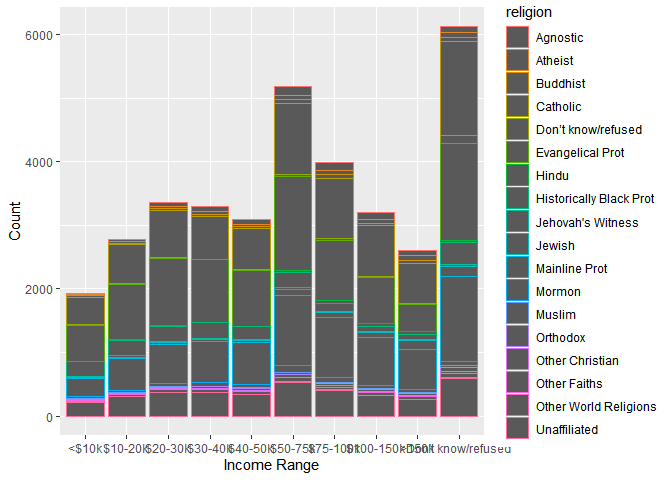 religion
Agnostic
Atheist
Buddhist
Catholic
Don't know/refused
Evangelical Prot
Hindu
Historically Black Prot
Jehovah's Witness
Jewish
Mainline Prot
Mormon
Muslim
Orthodox
Other Christian
Other Faiths
Other World Religions
Unaffiliated
6000
4000
2000
0
Count
<$10k $10-20k $20-30k $30-40k $40-50k $50-75k $75-100k $100-150k >150k Don't know/refused
Income Range